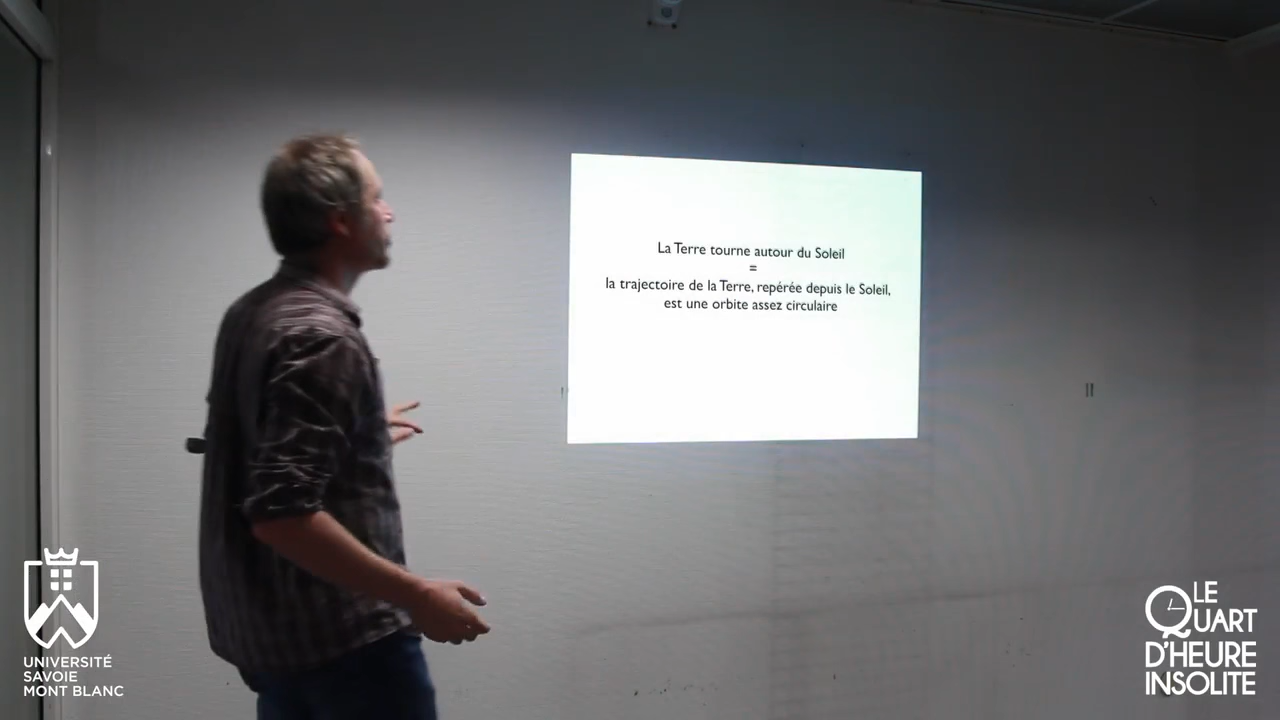 La Terre tourne autour du Soleil
=
la trajectoire de la Terre, repérée depuis le Soleil,
est une orbite assez circulaire
UNIVERSITÉ
SAVOIE
MONT BLANC
LE
QUART
D'HEURE
INSOLITE